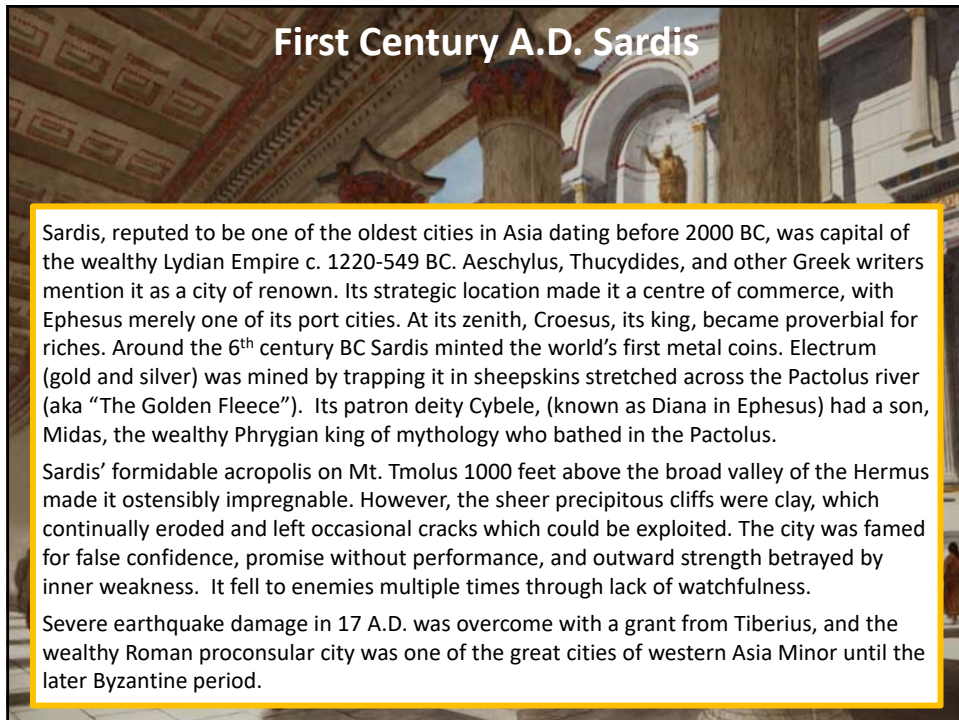 First Century A.D. Sardis
Sardis, reputed to be one of the oldest cities in Asia dating before 2000 BC, was capital of
the wealthy Lydian Empire c. 1220-549 BC. Aeschylus, Thucydides, and other Greek writers
mention it as a city of renown. Its strategic location made it a centre of commerce, with
Ephesus merely one of its port cities. At its zenith, Croesus, its king, became proverbial for
riches. Around the 6th century BC Sardis minted the world’s first metal coins. Electrum
(gold and silver) was mined by trapping it in sheepskins stretched across the Pactolus river
(aka “The Golden Fleece”).  Its patron deity Cybele, (known as Diana in Ephesus) had a son,
Midas, the wealthy Phrygian king of mythology who bathed in the Pactolus.
Sardis’ formidable acropolis on Mt. Tmolus 1000 feet above the broad valley of the Hermus
made it ostensibly impregnable. However, the sheer precipitous cliffs were clay, which
continually eroded and left occasional cracks which could be exploited. The city was famed
for false confidence, promise without performance, and outward strength betrayed by
inner weakness.  It fell to enemies multiple times through lack of watchfulness.
Severe earthquake damage in 17 A.D. was overcome with a grant from Tiberius, and the
wealthy Roman proconsular city was one of the great cities of western Asia Minor until the
later Byzantine period.